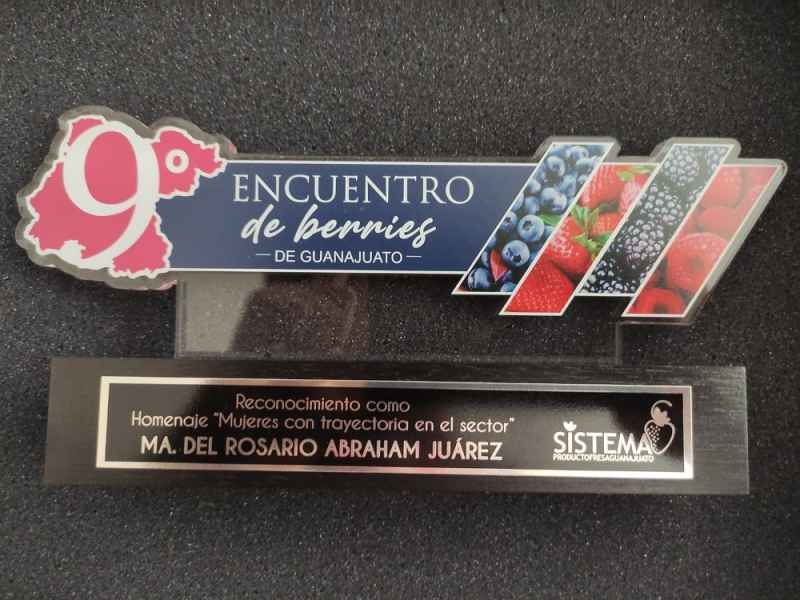 9º
ENCUENTRO
de berries
DE GUANAJUATO
Reconocimiento como
Homenaje "Mujeres con trayectoria en el sector"
MA. DEL ROSARIO ABRAHAM JUÁREZ
SISTEMA
PRODUCTOFRESAGUANAJUATO